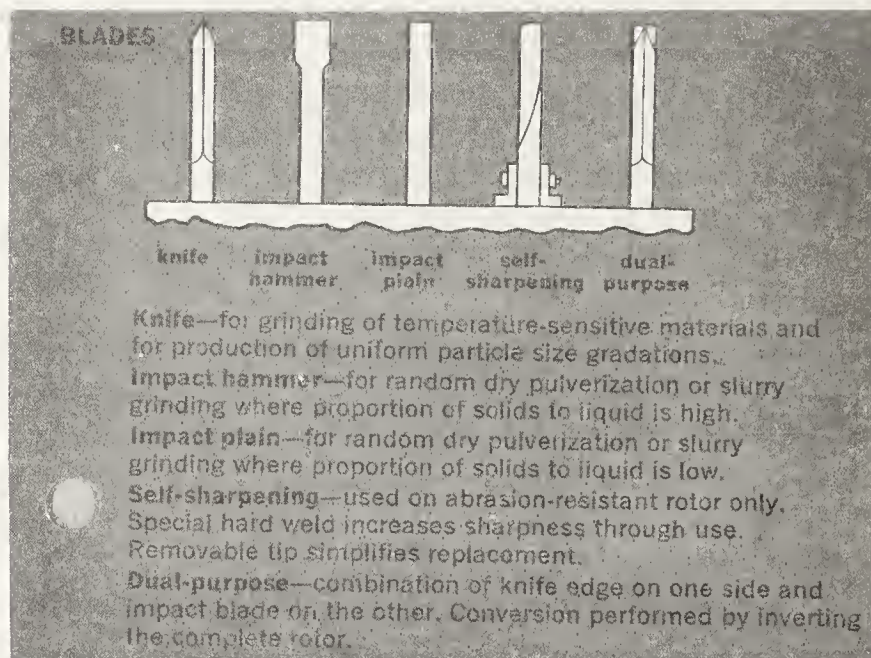 BLADES
knife impact self- dual-
hammer impact plain sharpening purpose
Knife—for grinding of temperature-sensitive materials and
for production of uniform particle size gradations.
Impact hammer—for random dry pulverization or slurry
grinding where proportion of solids to liquid is high.
Impact plain—for random dry pulverization or slurry
grinding where proportion of solids to liquid is low.
Self-sharpening—used on abrasion-resistant rotor only.
Special hard weld increases sharpness through use.
Removable tip simplifies replacement.
Dual-purpose—combination of knife edge on one side and
impact blade on the other. Conversion performed by inverting
the complete rotor.